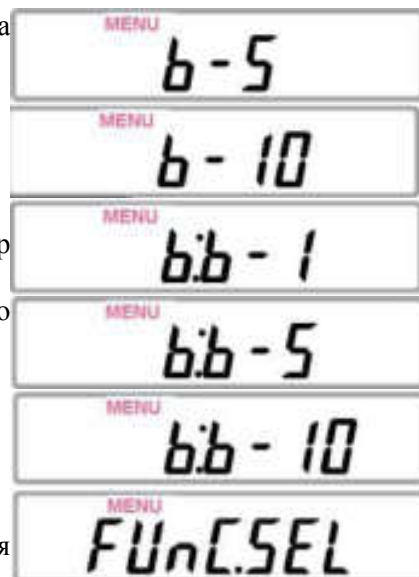 а
MENU
b-5
MENU
b-10
MENU
р
b.b-1
MENU
о
b.b-5
MENU
b.b-10
MENU
я
FUnC.SEL